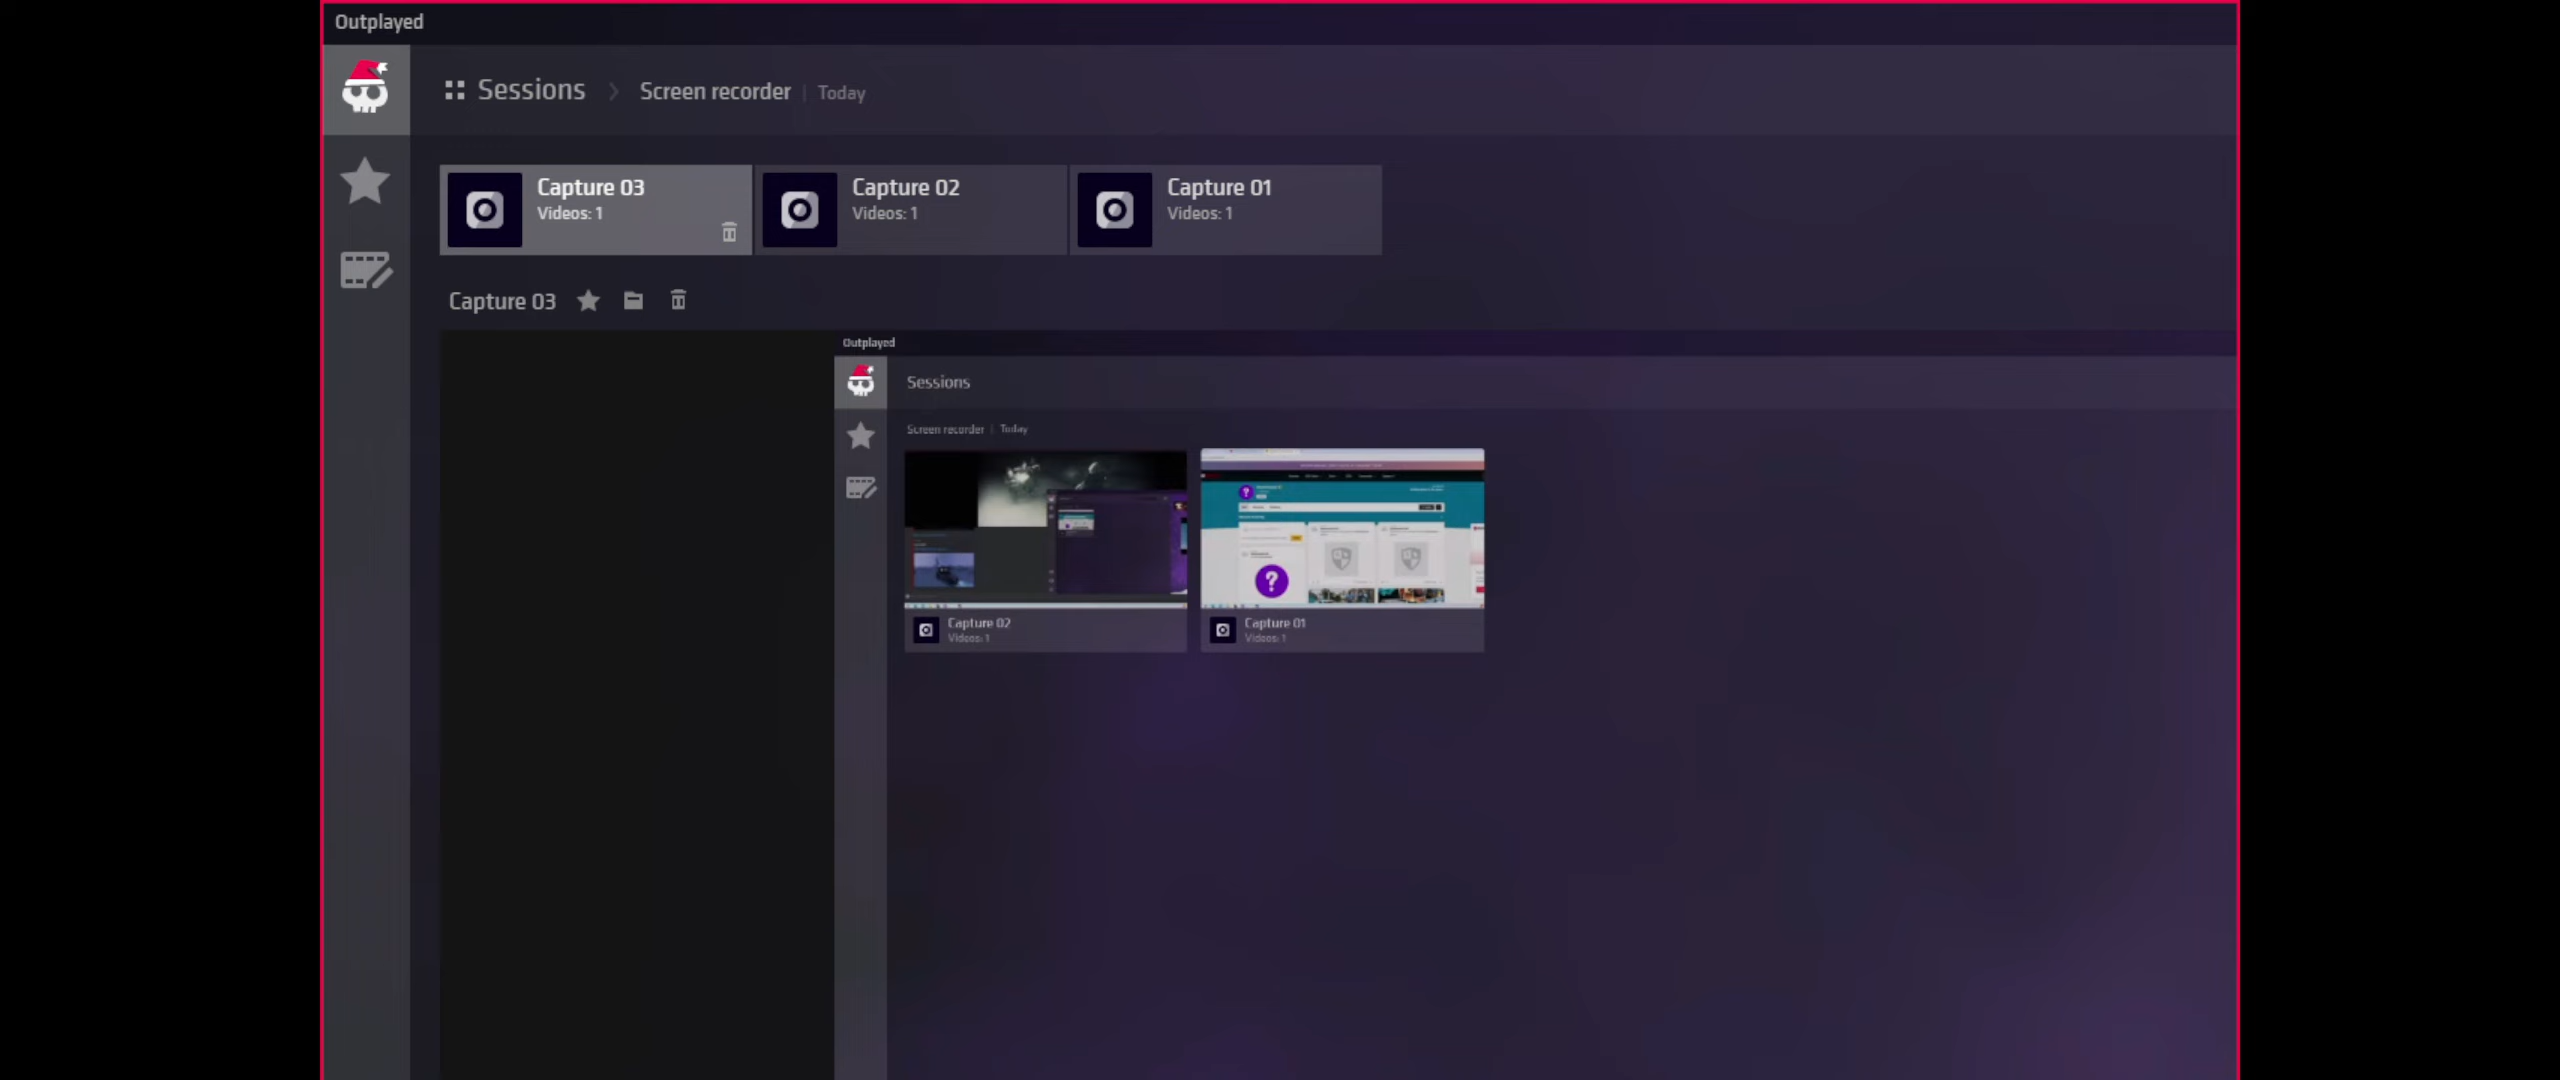 Outplayed
Sessions
Screen recorder | Today
Capture 03
Videos: 1
Capture 02
Videos: 1
Capture 01
Videos: 1
Capture 03
Outplayed
Sessions
Screen recorder | Today
?
Capture 02
Videos: 1
Capture 01
Videos: 1